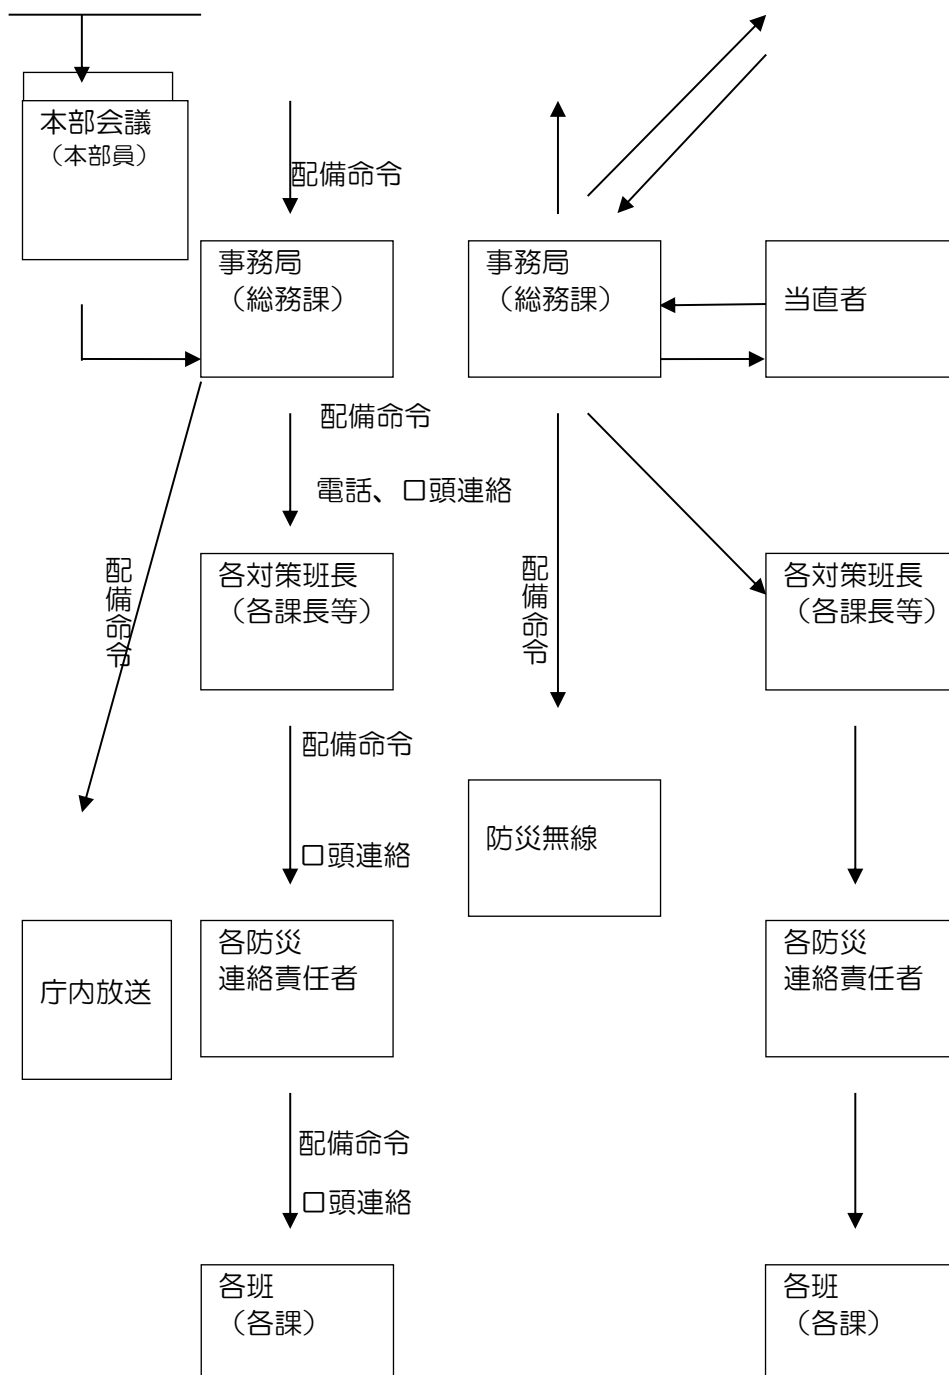 本部会議
（本部員）
配備命令
事務局
（総務課）
事務局
（総務課）
当直者
配備命令
電話、口頭連絡
配備命令
各対策班長
（各課長等）
配備命令
各対策班長
（各課長等）
配備命令
口頭連絡
防災無線
庁内放送
各防災
連絡責任者
各防災
連絡責任者
配備命令
口頭連絡
各班
（各課）
各班
（各課）